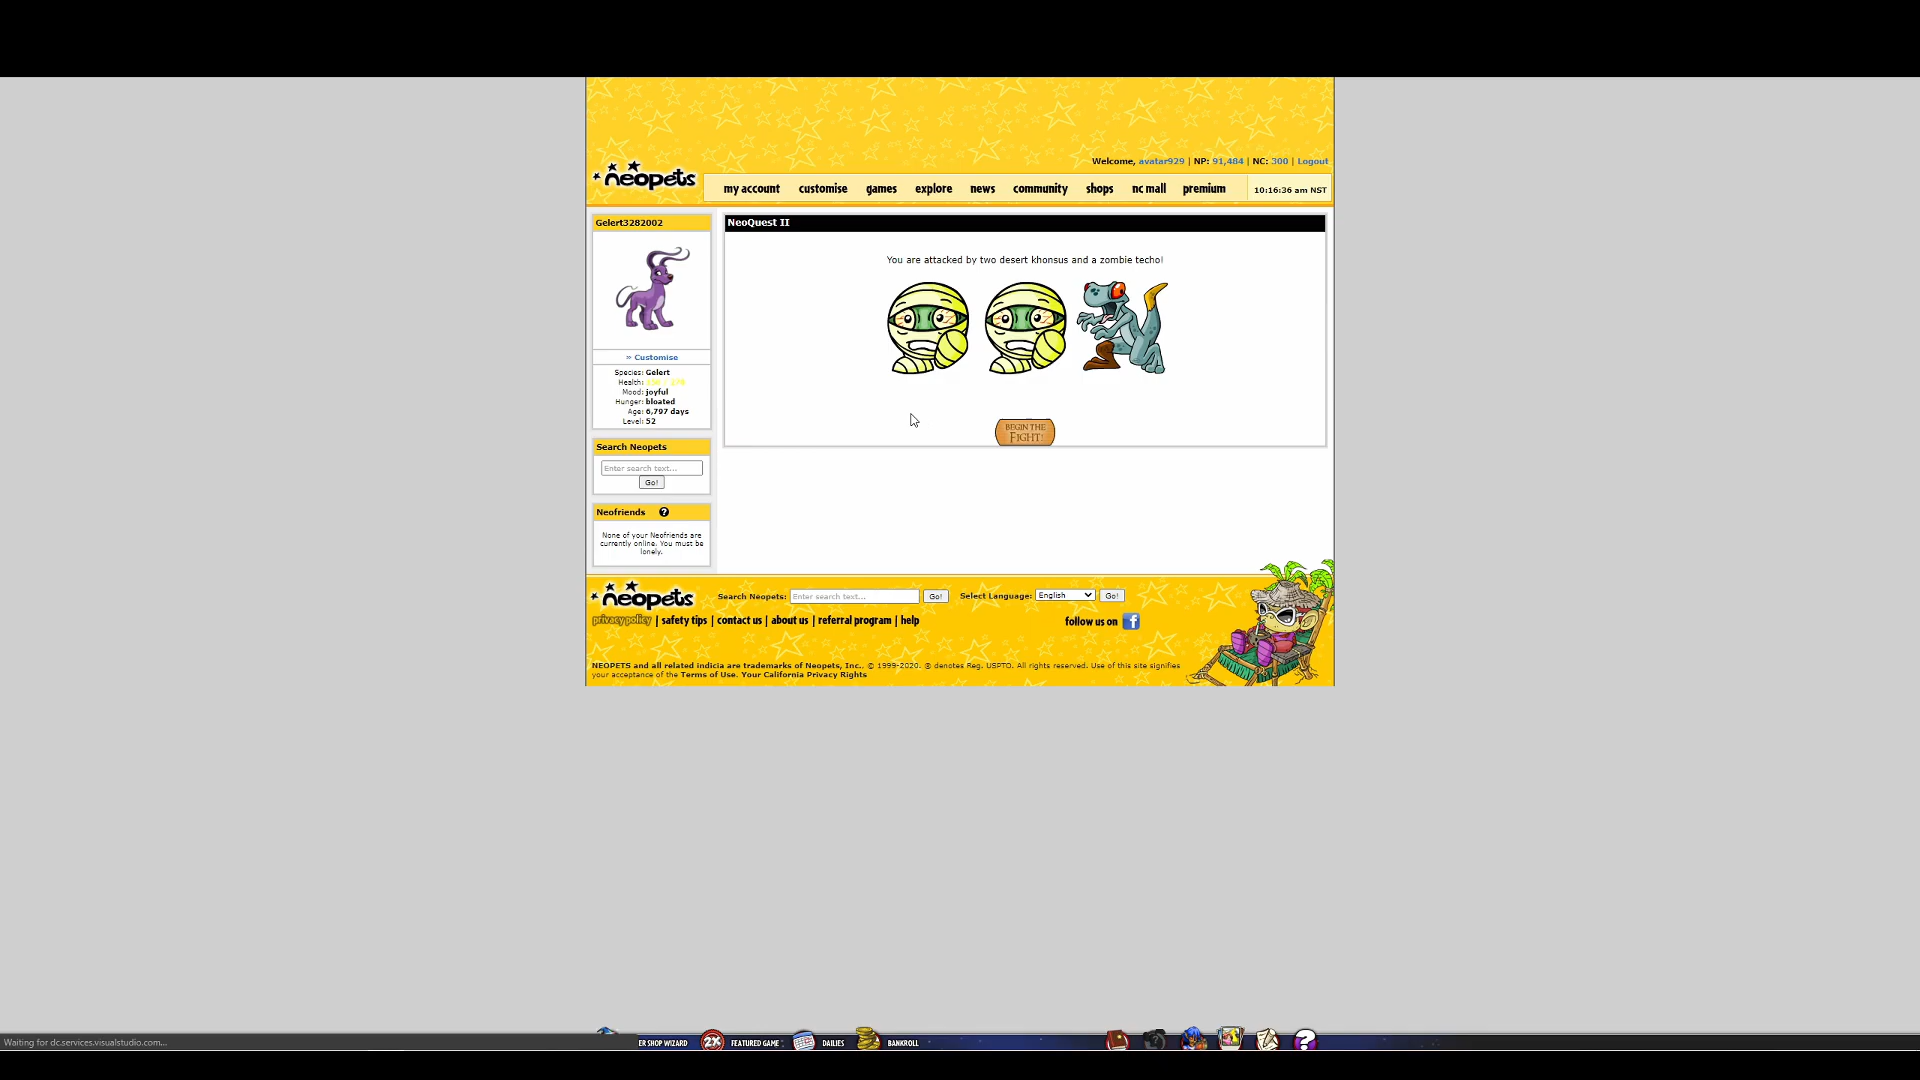 Welcome, avatar929 | NP: 91,484 | NC: 300 | Logout
neopets
my account customise games explore news community shops nc mall premium 10:16:36 am NST
Gelert3282002
» Customise
Species: Gelert
Health:
Mood: joyful
Hunger: bloated
Age: 6,797 days
Level: 52
Search Neopets
Enter search text...
Go!
Neofriends ?
None of your Neofriends are
currently online. You must be
lonely.
NeoQuest II
You are attacked by two desert khonsus and a zombie techo!
BEGIN THE
FIGHT!
neopets
Search Neopets: Enter search text... Go! Select Language: English Go!
privacy policy | safety tips | contact us | about us | referral program | help
follow us on f
NEOPETS and all related indicia are trademarks of Neopets, Inc., © 1999-2020. ® denotes Reg. USPTO. All rights reserved. Use of this site signifies
your acceptance of the Terms of Use. Your California Privacy Rights
Waiting for dc.services.visualstudio.com...
ER SHOP WIZARD 2X FEATURED GAME DAILIES BANKROLL ?